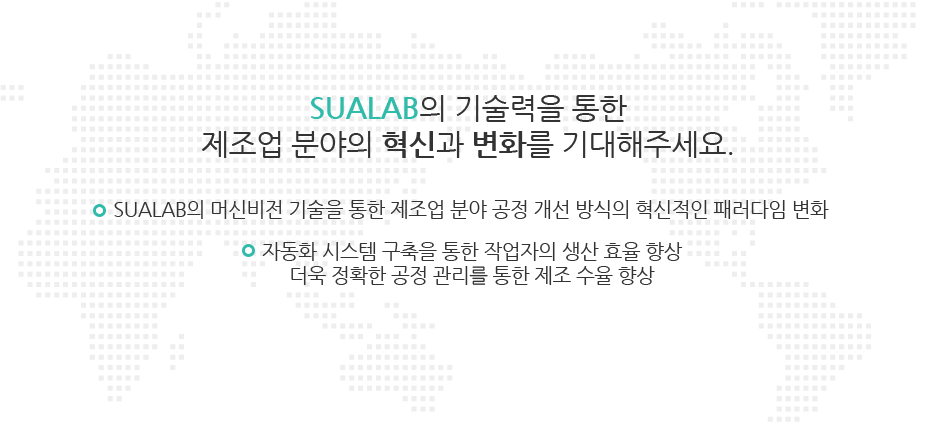 SUALAB의 기술력을 통한
제조업 분야의 혁신과 변화를 기대해주세요.
SUALAB의 머신비전 기술을 통한 제조업 분야 공정 개선 방식의 혁신적인 패러다임 변화
자동화 시스템 구축을 통한 작업자의 생산 효율 향상
더욱 정확한 공정 관리를 통한 제조 수율 향상